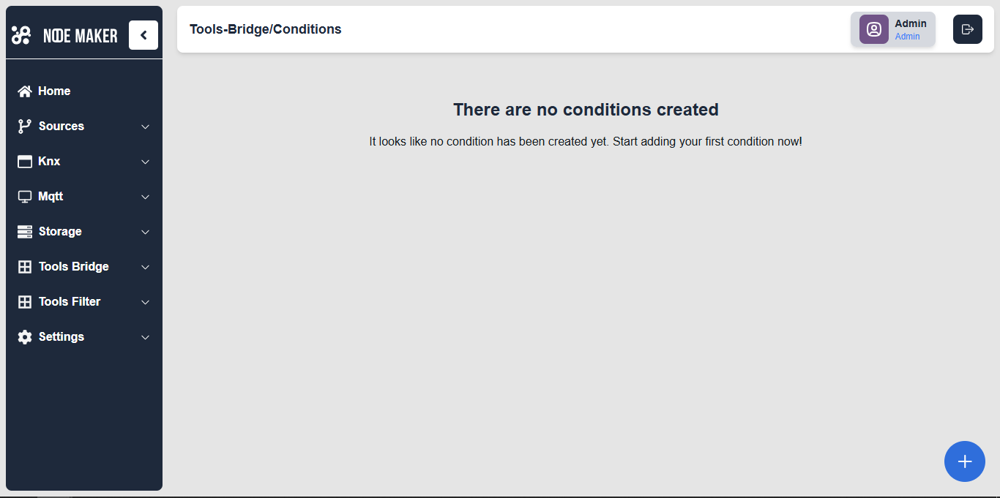 NODE MAKER
Tools-Bridge/Conditions
Admin
Admin
Home
Sources
Knx
Mqtt
Storage
Tools Bridge
Tools Filter
Settings
There are no conditions created
It looks like no condition has been created yet. Start adding your first condition now!